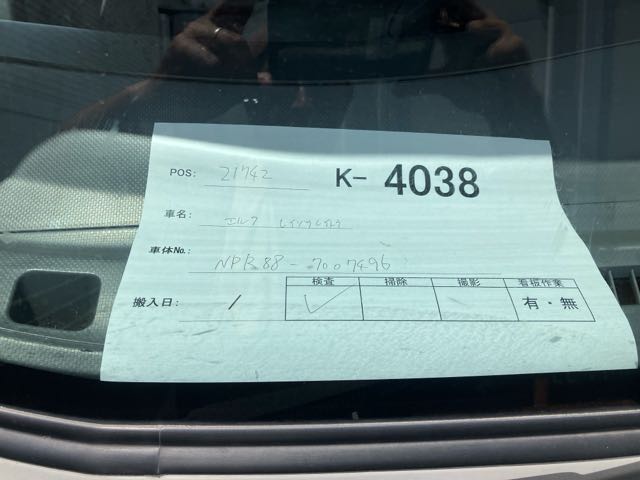 POS: 21742 K- 4038
車名: エルフ
車体No.: NPR88-7007496
検査 掃除 撮影 看板作業
搬入日: / ✓ 有・無